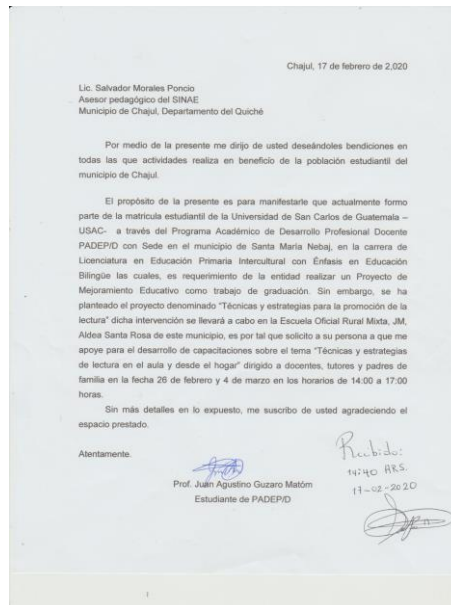 Chajul, 17 de febrero de 2,020
Lic. Salvador Morales Poncio
Asesor pedagógico del SINAE
Municipio de Chajul, Departamento del Quiché
Por medio de la presente me dirijo de usted deseándoles bendiciones en
todas las que actividades realiza en beneficio de la población estudiantil del
municipio de Chajul.
El propósito de la presente es para manifestarle que actualmente formo
parte de la matricula estudiantil de la Universidad de San Carlos de Guatemala –
USAC- a través del Programa Académico de Desarrollo Profesional Docente
PADEP/D con Sede en el municipio de Santa María Nebaj, en la carrera de
Licenciatura en Educación Primaria Intercultural con Énfasis en Educación
Bilingüe las cuales, es requerimiento de la entidad realizar un Proyecto de
Mejoramiento Educativo como trabajo de graduación. Sin embargo, se ha
planteado el proyecto denominado “Técnicas y estrategias para la promoción de la
lectura” dicha intervención se llevará a cabo en la Escuela Oficial Rural Mixta, JM,
Aldea Santa Rosa de este municipio, es por tal que solicito a su persona a que me
apoye para el desarrollo de capacitaciones sobre el tema “Técnicas y estrategias
de lectura en el aula y desde el hogar” dirigido a docentes, tutores y padres de
familia en la fecha 26 de febrero y 4 de marzo en los horarios de 14:00 a 17:00
horas.
Sin más detalles en lo expuesto, me suscribo de usted agradeciendo el
espacio prestado.
Atentamente.
Recibido:
14:40 ARS.
17-02-2020
Prof. Juan Agustino Guzaro Matóm
Estudiante de PADEP/D